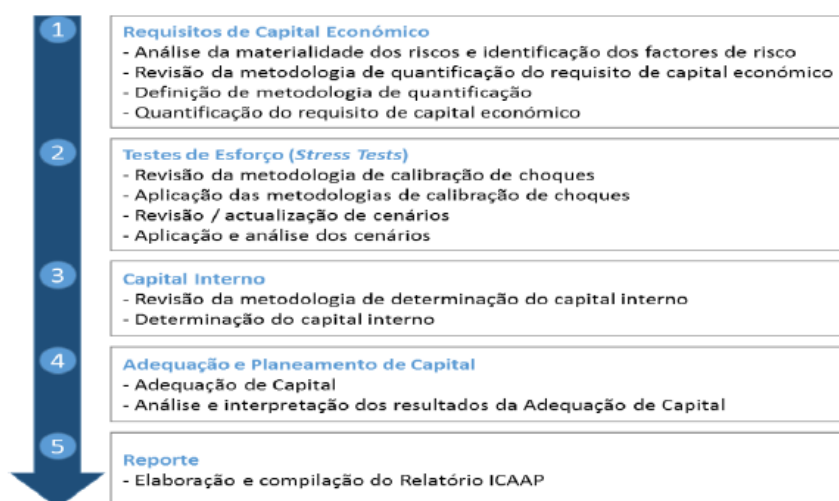 1
Requisitos de Capital Económico
- Análise da materialidade dos riscos e identificação dos factores de risco
- Revisão da metodologia de quantificação do requisito de capital económico
- Definição de metodologia de quantificação
- Quantificação do requisito de capital económico
2
Testes de Esforço (Stress Tests)
- Revisão da metodologia de calibração de choques
- Aplicação das metodologias de calibração de choques
- Revisão / actualização de cenários
- Aplicação e análise dos cenários
3
Capital Interno
- Revisão da metodologia de determinação do capital interno
- Determinação do capital interno
4
Adequação e Planeamento de Capital
- Adequação de Capital
- Análise e interpretação dos resultados da Adequação de Capital
5
Reporte
- Elaboração e compilação do Relatório ICAAP